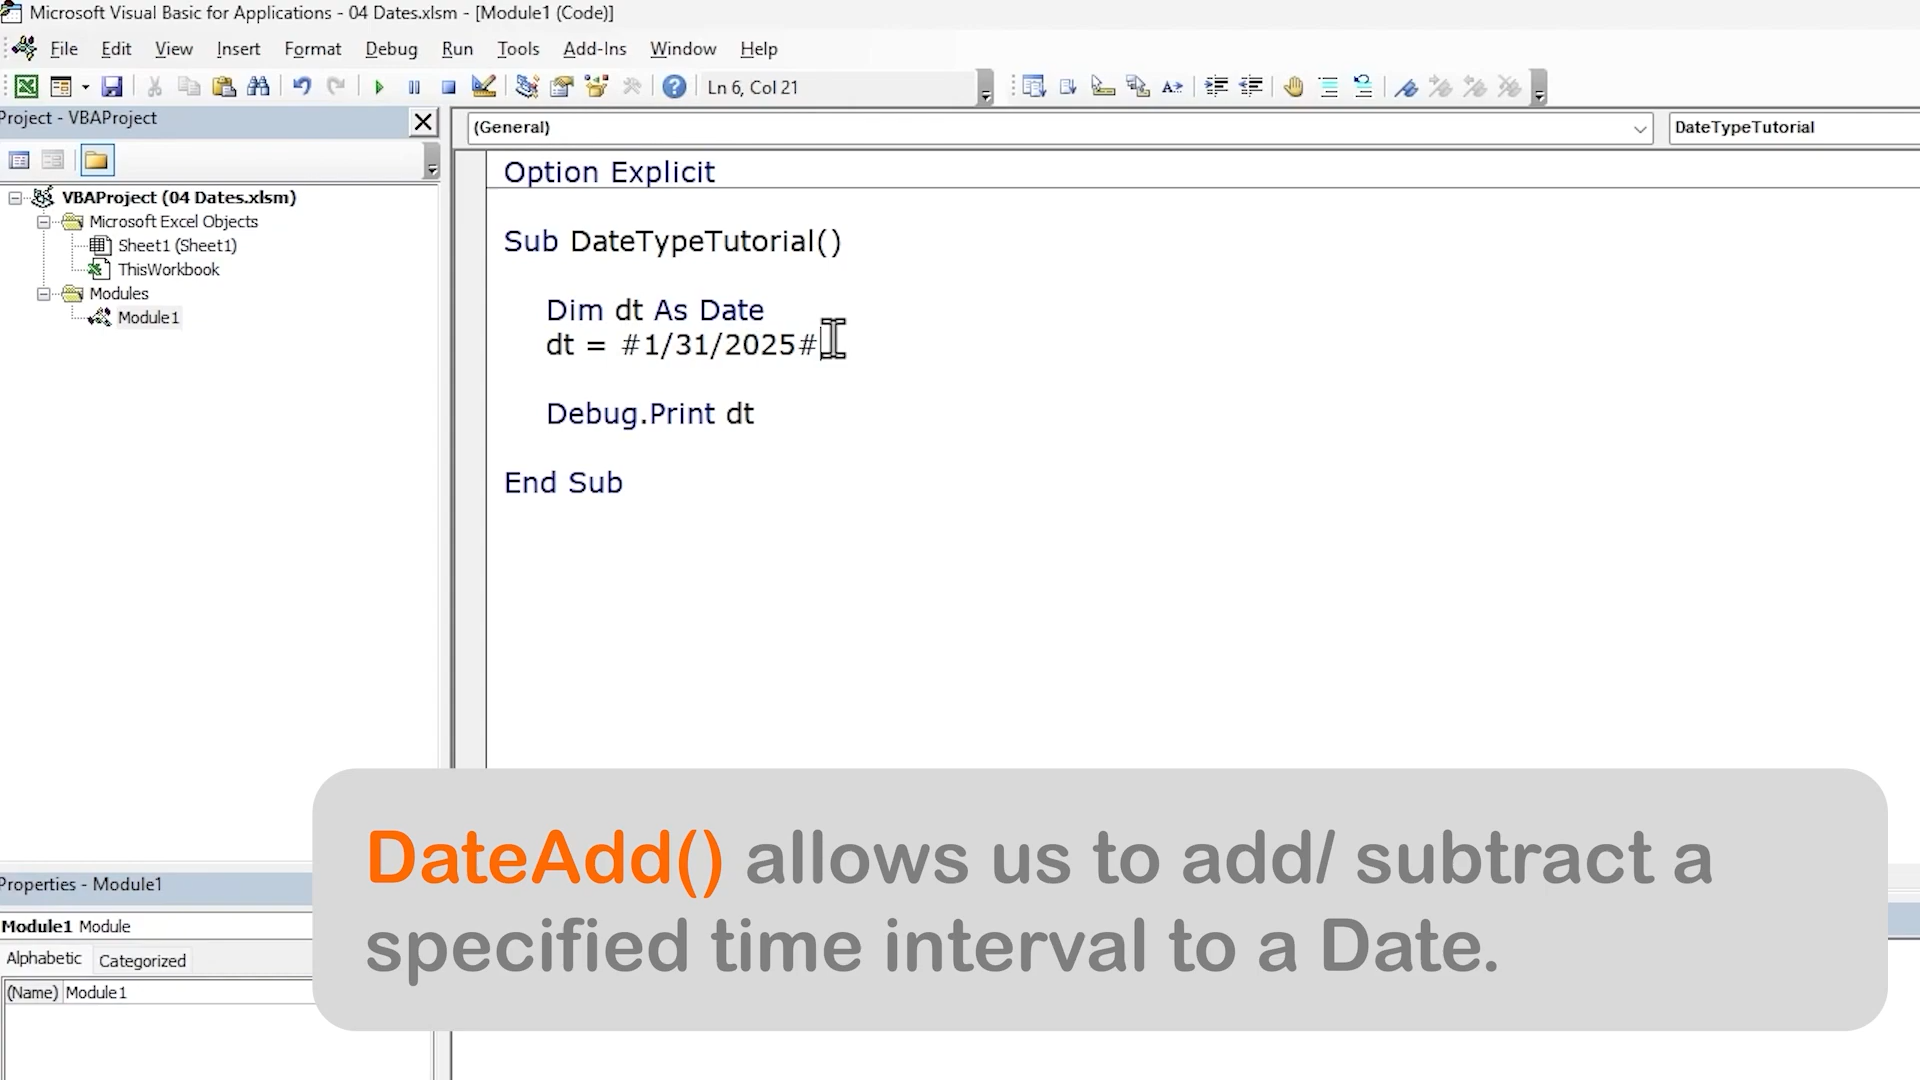 Microsoft Visual Basic for Applications - 04 Dates.xlsm - [Module1 (Code)]
File Edit View Insert Format Debug Run Tools Add-Ins Window Help
Ln 6, Col 21
Project - VBAProject
(General)
DateTypeTutorial
VBAProject (04 Dates.xlsm)
Microsoft Excel Objects
Sheet1 (Sheet1)
ThisWorkbook
Modules
Module1
Option Explicit
Sub DateTypeTutorial()
Dim dt As Date
dt = #1/31/2025#
Debug.Print dt
End Sub
DateAdd() allows us to add/ subtract a
specified time interval to a Date.
Properties - Module1
Module1 Module
Alphabetic Categorized
(Name) Module1